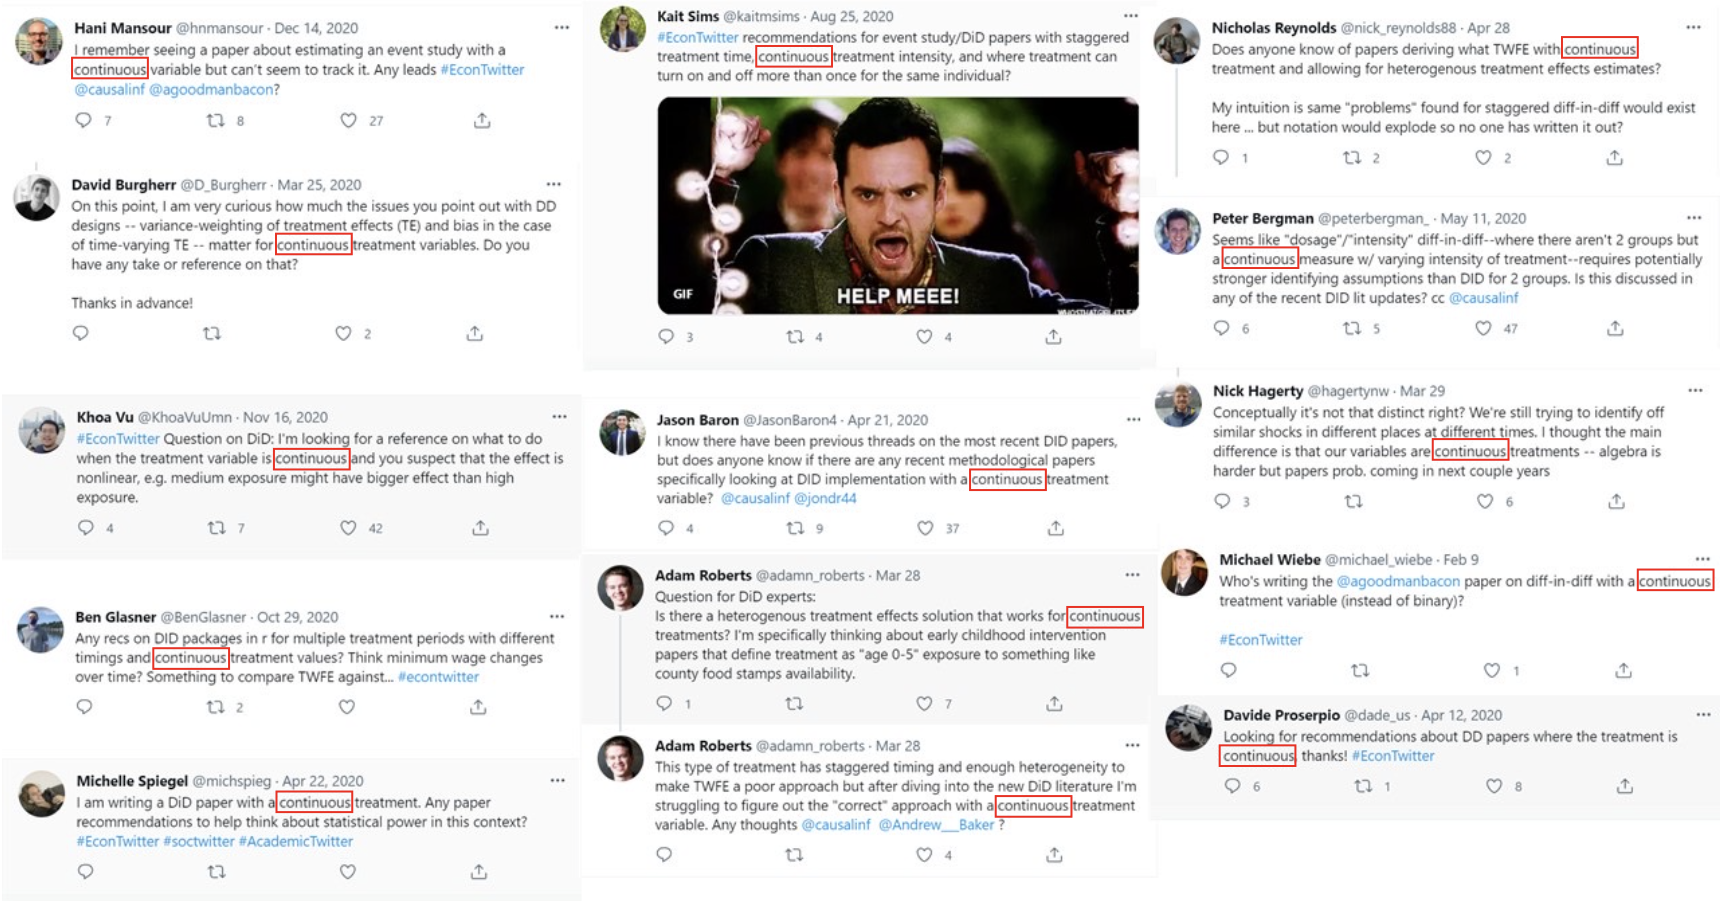 Hani Mansour @hnmansour · Dec 14, 2020
I remember seeing a paper about estimating an event study with a
continuous variable but can't seem to track it. Any leads #EconTwitter
@causalinf @agoodmanbacon?
7 8 27
David Burgherr @D_Burgherr · Mar 25, 2020
On this point, I am very curious how much the issues you point out with DD
designs -- variance-weighting of treatment effects (TE) and bias in the case
of time-varying TE -- matter for continuous treatment variables. Do you
have any take or reference on that?
Thanks in advance!
2
Khoa Vu @KhoaVuUmn · Nov 16, 2020
#EconTwitter Question on DiD: I'm looking for a reference on what to do
when the treatment variable is continuous and you suspect that the effect is
nonlinear, e.g. medium exposure might have bigger effect than high
exposure.
4 7 42
Ben Glasner @BenGlasner · Oct 29, 2020
Any recs on DID packages in r for multiple treatment periods with different
timings and continuous treatment values? Think minimum wage changes
over time? Something to compare TWFE against... #econtwitter
2
Michelle Spiegel @michspieg · Apr 22, 2020
I am writing a DiD paper with a continuous treatment. Any paper
recommendations to help think about statistical power in this context?
#EconTwitter #soctwitter #AcademicTwitter
Kait Sims @kaitmsims · Aug 25, 2020
#EconTwitter recommendations for event study/DiD papers with staggered
treatment time, continuous treatment intensity, and where treatment can
turn on and off more than once for the same individual?
GIF
HELP MEEE!
3 4 4
Jason Baron @JasonBaron4 · Apr 21, 2020
I know there have been previous threads on the most recent DID papers,
but does anyone know if there are any recent methodological papers
specifically looking at DID implementation with a continuous treatment
variable? @causalinf @jondr44
4 9 37
Adam Roberts @adamn_roberts · Mar 28
Question for DiD experts:
Is there a heterogenous treatment effects solution that works for continuous
treatments? I'm specifically thinking about early childhood intervention
papers that define treatment as "age 0-5" exposure to something like
county food stamps availability.
1 7
Adam Roberts @adamn_roberts · Mar 28
This type of treatment has staggered timing and enough heterogeneity to
make TWFE a poor approach but after diving into the new DiD literature I'm
struggling to figure out the "correct" approach with a continuous treatment
variable. Any thoughts @causalinf @Andrew__Baker ?
4
Nicholas Reynolds @nick_reynolds88 · Apr 28
Does anyone know of papers deriving what TWFE with continuous
treatment and allowing for heterogenous treatment effects estimates?
My intuition is same "problems" found for staggered diff-in-diff would exist
here ... but notation would explode so no one has written it out?
1 2 2
Peter Bergman @peterbergman_ · May 11, 2020
Seems like "dosage"/"intensity" diff-in-diff--where there aren't 2 groups but
a continuous measure w/ varying intensity of treatment--requires potentially
stronger identifying assumptions than DID for 2 groups. Is this discussed in
any of the recent DID lit updates? cc @causalinf
6 5 47
Nick Hagerty @hagertynw · Mar 29
Conceptually it's not that distinct right? We're still trying to identify off
similar shocks in different places at different times. I thought the main
difference is that our variables are continuous treatments -- algebra is
harder but papers prob. coming in next couple years
3 6
Michael Wiebe @michael_wiebe · Feb 9
Who's writing the @agoodmanbacon paper on diff-in-diff with a continuous
treatment variable (instead of binary)?
#EconTwitter
1
Davide Proserpio @dade_us · Apr 12, 2020
Looking for recommendations about DD papers where the treatment is
continuous, thanks! #EconTwitter
6 1 8